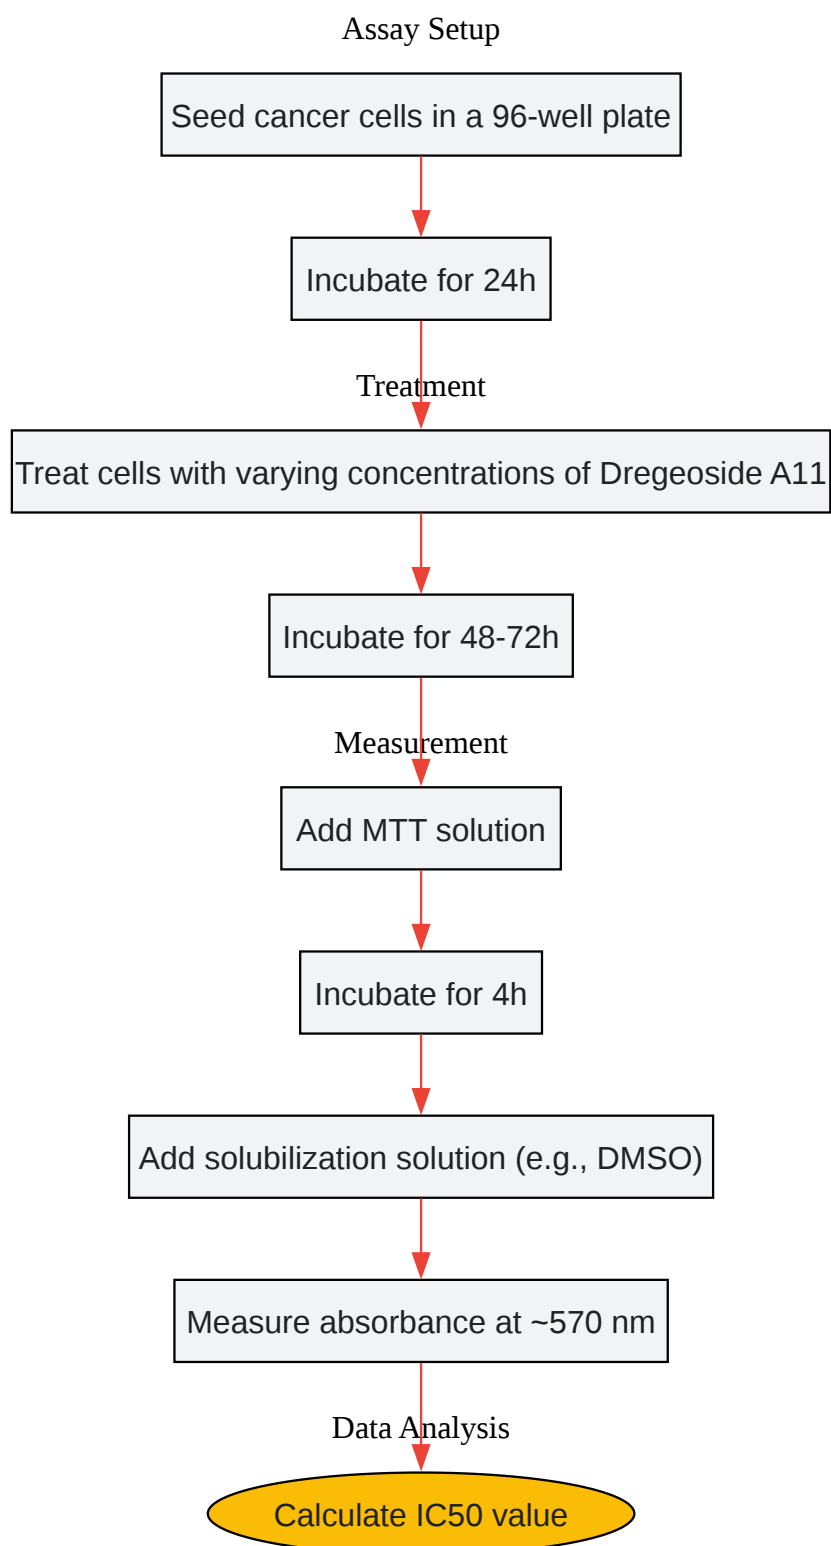 Assay Setup
Seed cancer cells in a 96-well plate
Incubate for 24h
Treatment
Treat cells with varying concentrations of Dregeoside A11
Incubate for 48-72h
Measurement
Add MTT solution
Incubate for 4h
Add solubilization solution (e.g., DMSO)
Measure absorbance at ~570 nm
Data Analysis
Calculate IC50 value